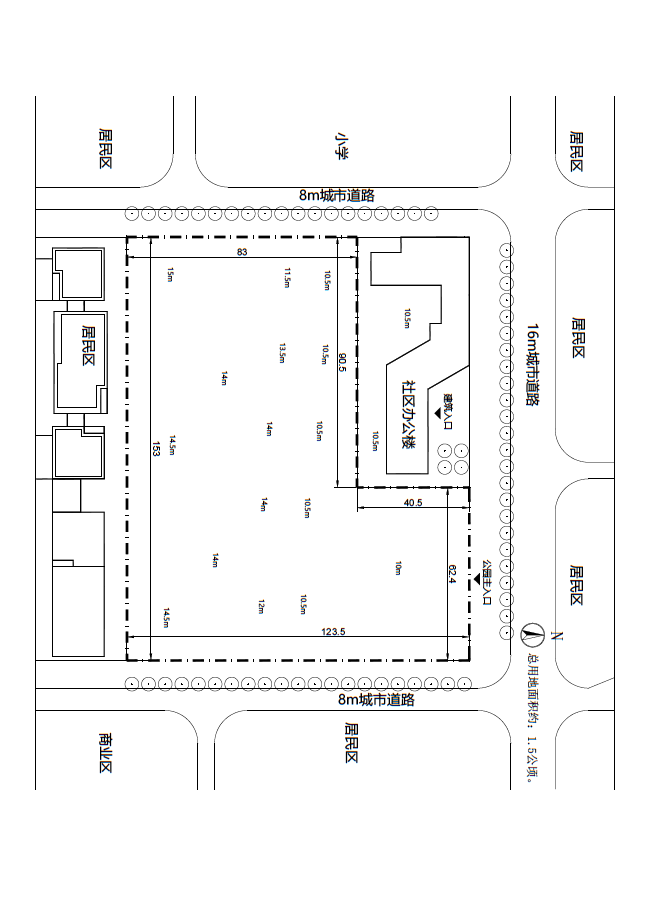 居民区
小学
居民区
8m城市道路
83
15m
11.5m
10.5m
10.5m
居民区
居民区
16m城市道路
13.5m
10.5m
90.5
14m
社区办公楼
建筑入口
14m
10.5m
10.5m
14.5m
153
14m
10.5m
40.5
14m
10m
62.4
公园主入口
居民区
14.5m
12m
10.5m
123.5
N
总用地面积约：1.5公顷。
8m城市道路
商业区
居民区